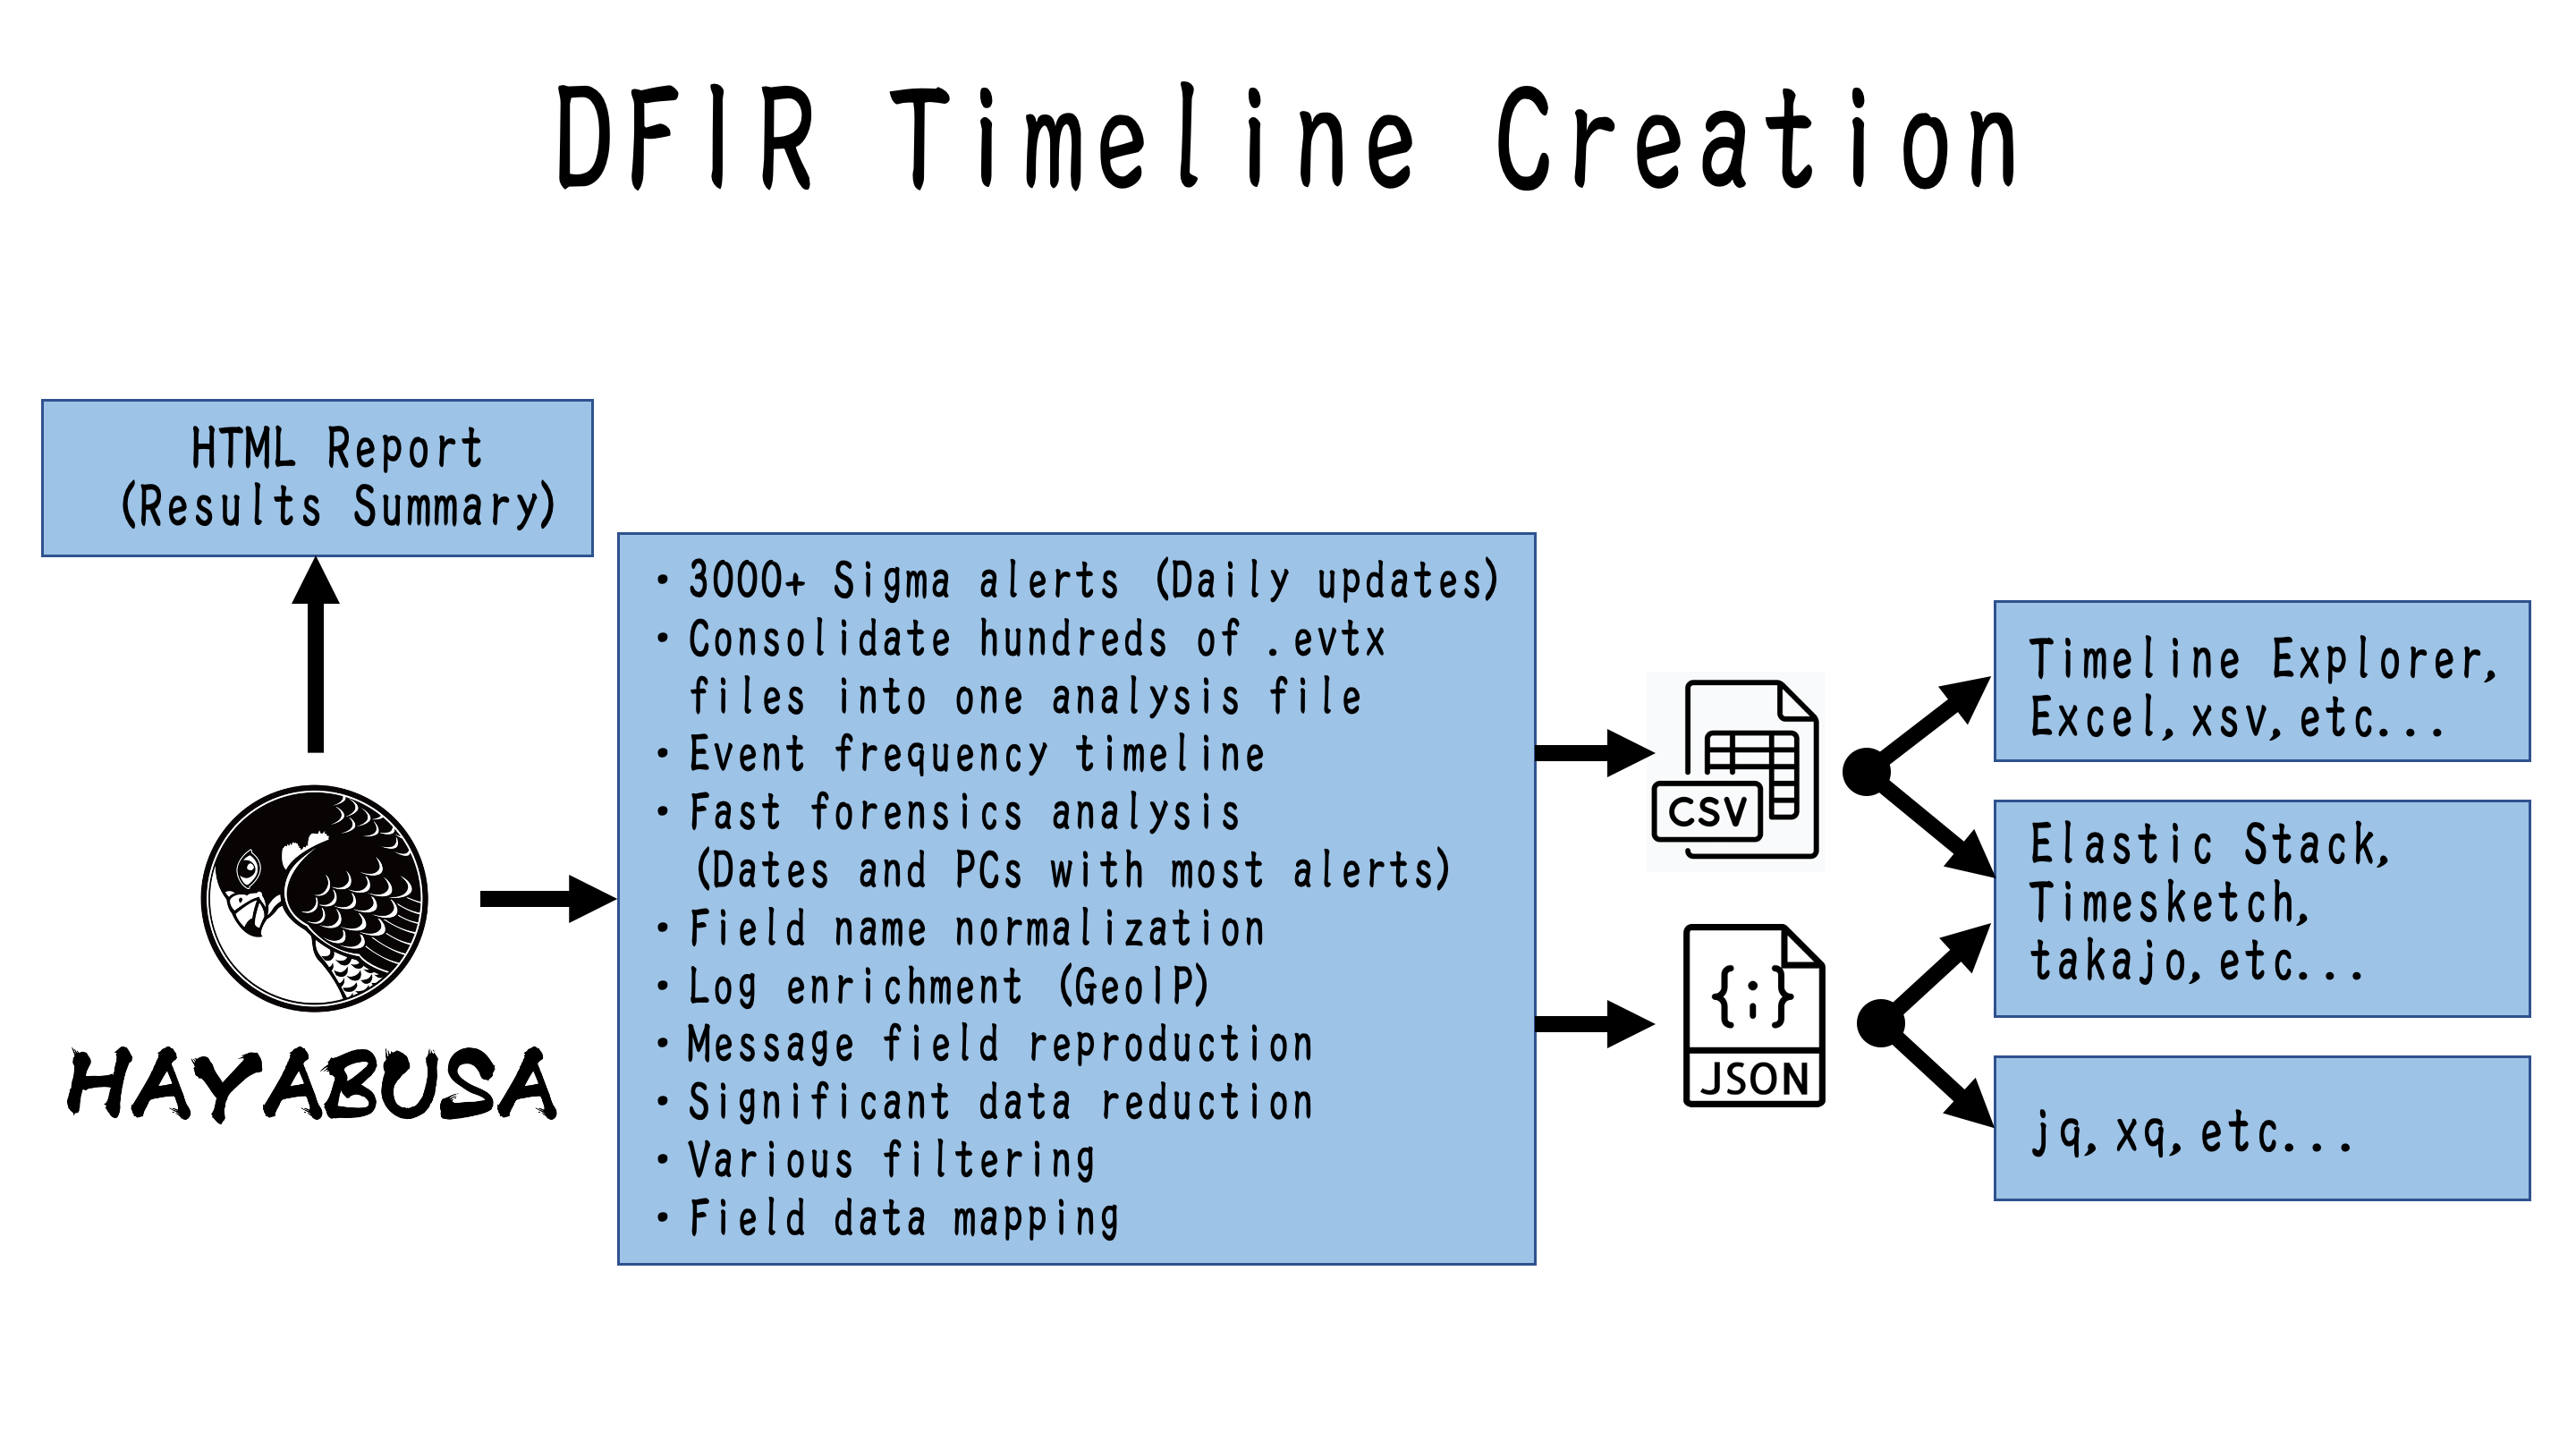 DFIR Timeline Creation
HTML Report
(Results Summary)
HAYABUSA
・3000+ Sigma alerts (Daily updates)
・Consolidate hundreds of .evtx
files into one analysis file
・Event frequency timeline
・Fast forensics analysis
(Dates and PCs with most alerts)
・Field name normalization
・Log enrichment (GeoIP)
・Message field reproduction
・Significant data reduction
・Various filtering
・Field data mapping
CSV
{;}
JSON
Timeline Explorer,
Excel, xsv, etc...
Elastic Stack,
Timesketch,
takajo, etc...
jq, xq, etc...